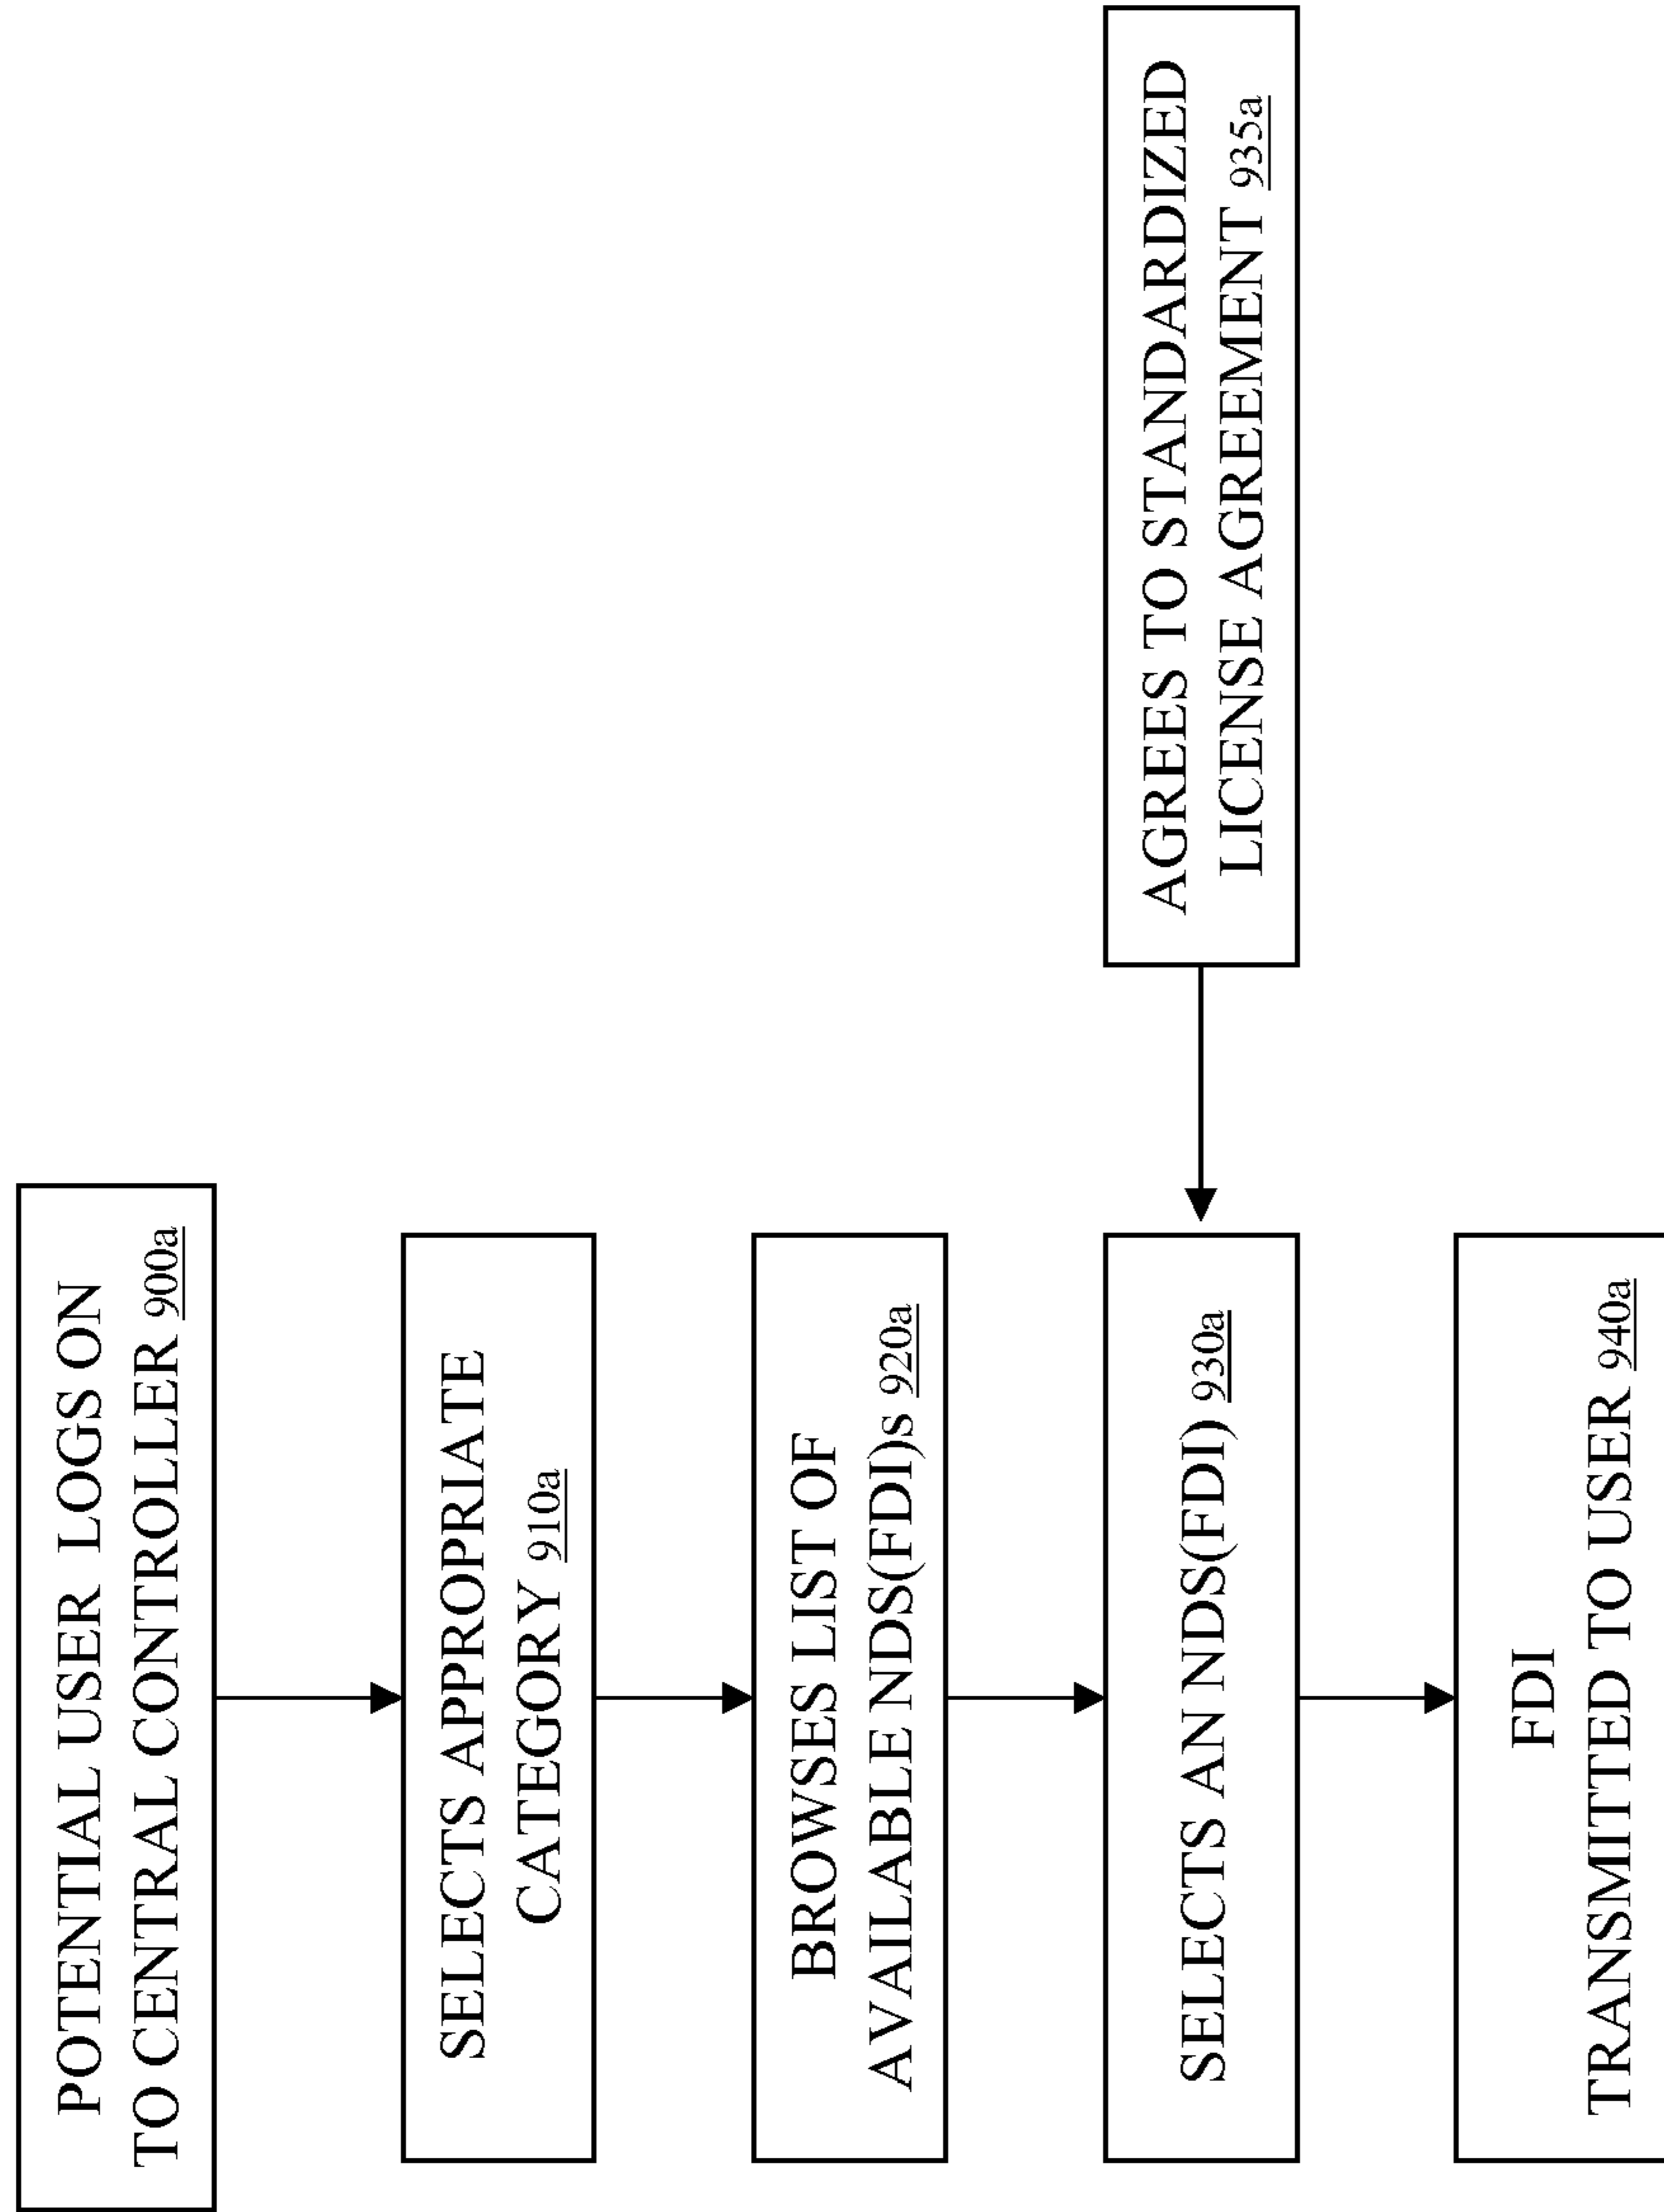 POTENTIAL USER LOGS ON
TO CENTRAL CONTROLLER 900a
SELECTS APPROPRIATE
CATEGORY 910a
BROWSES LIST OF
AVAILABLE NDS(FDI)s 920a
SELECTS AN NDS(FDI) 930a
AGREES TO STANDARDIZED
LICENSE AGREEMENT 935a
FDI
TRANSMITTED TO USER 940a